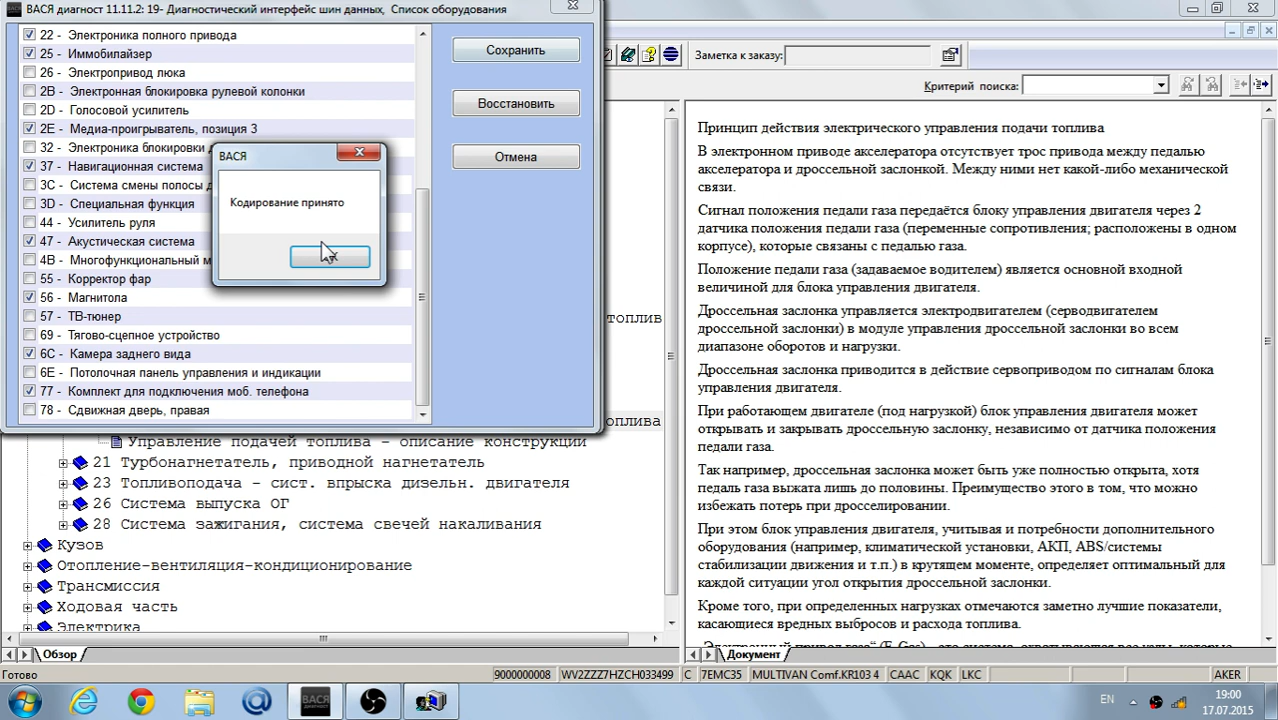 ВАСЯ диагност 11.11.2: 19- Диагностический интерфейс шин данных, Список оборудования
22 - Электроника полного привода
25 - Иммобилайзер
26 - Электропривод люка
2B - Электронная блокировка рулевой колонки
2D - Голосовой усилитель
2E - Медиа-проигрыватель, позиция 3
32 - Электроника блокировки
37 - Навигационная система
3C - Система смены полосы
3D - Специальная функция
44 - Усилитель руля
47 - Акустическая система
4B - Многофункциональный
55 - Корректор фар
56 - Магнитола
57 - ТВ-тюнер
69 - Тягово-сцепное устройство
6C - Камера заднего вида
6E - Потолочная панель управления и индикации
77 - Комплект для подключения моб. телефона
78 - Сдвижная дверь, правая
Сохранить
Восстановить
Отмена
ВАСЯ
Кодирование принято
Заметка к заказу:
Критерий поиска:
топлив
оплива
Управление подачей топлива - описание конструкции
21 Турбонагнетатель, приводной нагнетатель
23 Топливоподача - сист. впрыска дизельн. двигателя
26 Система выпуска ОГ
28 Система зажигания, система свечей накаливания
Кузов
Отопление-вентиляция-кондиционирование
Трансмиссия
Ходовая часть
Электрика
Обзор
Принцип действия электрического управления подачи топлива
В электронном приводе акселератора отсутствует трос привода между педалью
акселератора и дроссельной заслонкой. Между ними нет какой-либо механической
связи.
Сигнал положения педали газа передаётся блоку управления двигателя через 2
датчика положения педали газа (переменные сопротивления; расположены в одном
корпусе), которые связаны с педалью газа.
Положение педали газа (задаваемое водителем) является основной входной
величиной для блока управления двигателя.
Дроссельная заслонка управляется электродвигателем (серводвигателем
дроссельной заслонки) в модуле управления дроссельной заслонки во всем
диапазоне оборотов и нагрузки.
Дроссельная заслонка приводится в действие сервоприводом по сигналам блока
управления двигателя.
При работающем двигателе (под нагрузкой) блок управления двигателя может
открывать и закрывать дроссельную заслонку, независимо от датчика положения
педали газа.
Так например, дроссельная заслонка может быть уже полностью открыта, хотя
педаль газа выжата лишь до половины. Преимущество этого в том, что можно
избежать потерь при дросселировании.
При этом блок управления двигателя, учитывая и потребности дополнительного
оборудования (например, климатической установки, АКП, ABS/системы
стабилизации движения и т.п.) в крутящем моменте, определяет оптимальный для
каждой ситуации угол открытия дроссельной заслонки.
Кроме того, при определенных нагрузках отмечаются заметно лучшие показатели,
касающиеся вредных выбросов и расхода топлива.
Документ
Готово
9000000008
WV2ZZZ7HZCH033499
C
7EMC35
MULTIVAN Comf.KR103 4
CAAC
KQK
LKC
AKER
ВАСЯ
диагност
EN
19:00
17.07.2015